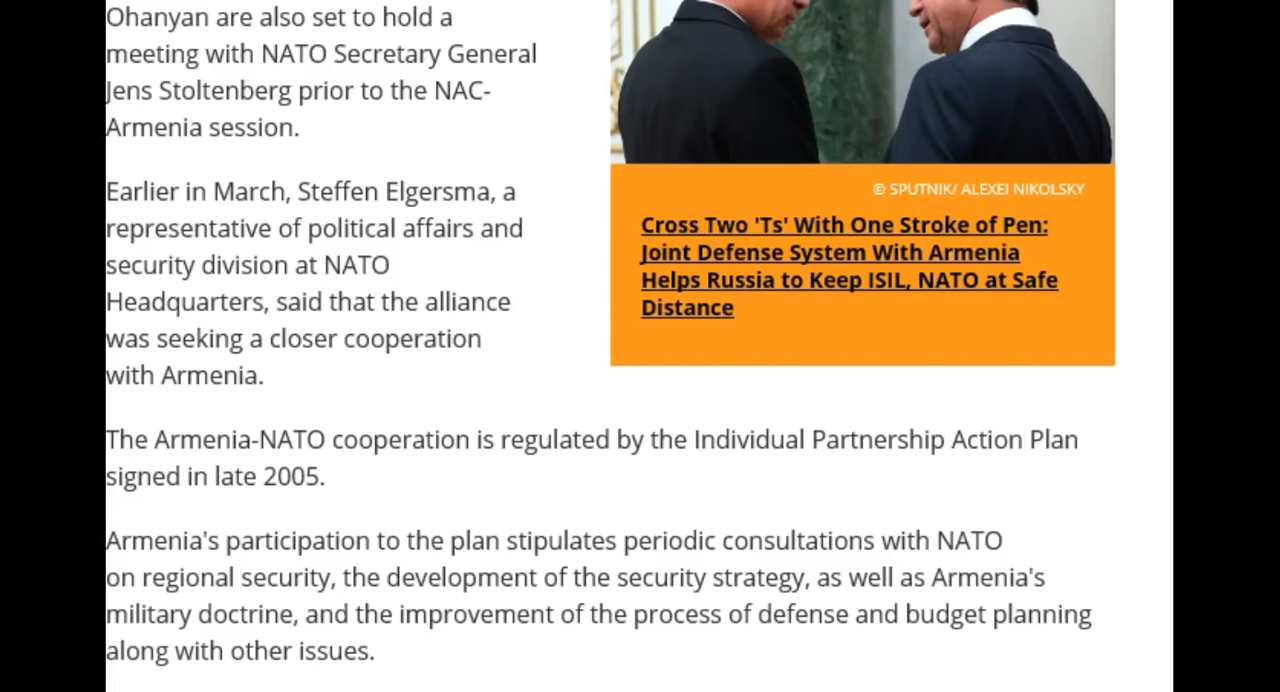 Ohanyan are also set to hold a
meeting with NATO Secretary General
Jens Stoltenberg prior to the NAC-
Armenia session.
Earlier in March, Steffen Elgersma, a
representative of political affairs and
security division at NATO
Headquarters, said that the alliance
was seeking a closer cooperation
with Armenia.
© SPUTNIK/ ALEXEI NIKOLSKY
Cross Two 'Ts' With One Stroke of Pen:
Joint Defense System With Armenia
Helps Russia to Keep ISIL, NATO at Safe
Distance
The Armenia-NATO cooperation is regulated by the Individual Partnership Action Plan
signed in late 2005.
Armenia's participation to the plan stipulates periodic consultations with NATO
on regional security, the development of the security strategy, as well as Armenia's
military doctrine, and the improvement of the process of defense and budget planning
along with other issues.